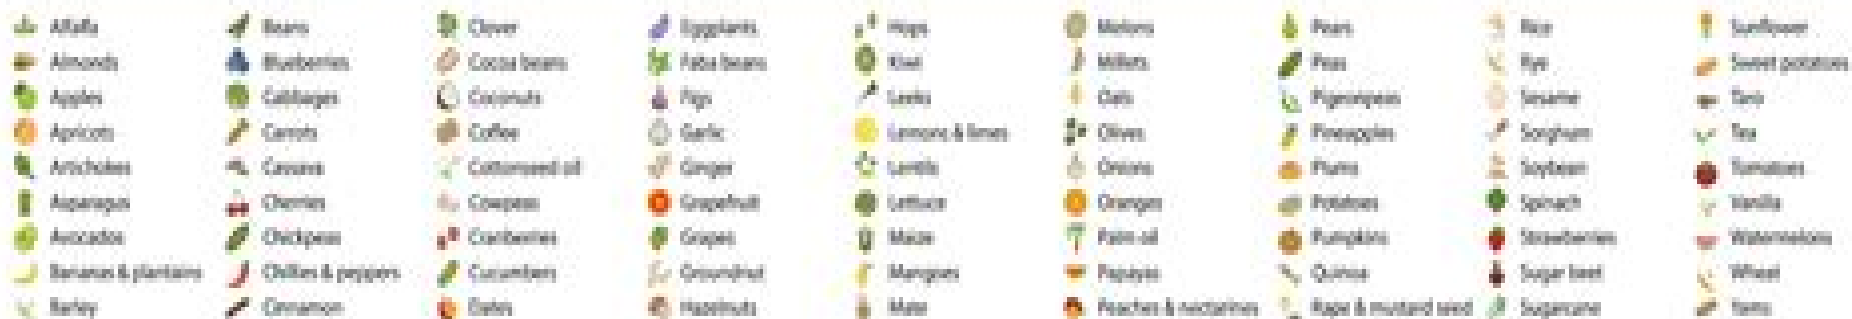 Alfalfa
Almonds
Apples
Apricots
Artichokes
Asparagus
Avocados
Bananas & plantains
Barley
Beans
Blueberries
Cabbages
Carrots
Cassava
Cherries
Chickpeas
Chillies & peppers
Cinnamon
Clover
Cocoa beans
Coconuts
Coffee
Cottonseed oil
Cowpeas
Cranberries
Cucumbers
Dates
Eggplants
Faba beans
Figs
Garlic
Ginger
Grapefruit
Grapes
Groundnut
Hazelnuts
Hops
Kiwi
Leeks
Lemons & limes
Lentils
Lettuce
Maize
Mangoes
Mate
Melons
Millets
Oats
Olives
Onions
Oranges
Palm oil
Papayas
Peaches & nectarines
Pears
Peas
Pigeonpeas
Pineapples
Plums
Potatoes
Pumpkins
Quinoa
Rape & mustard seed
Rice
Rye
Sesame
Sorghum
Soybean
Spinach
Strawberries
Sugar beet
Sugarcane
Sunflower
Sweet potatoes
Taro
Tea
Tomatoes
Vanilla
Watermelons
Wheat
Yams